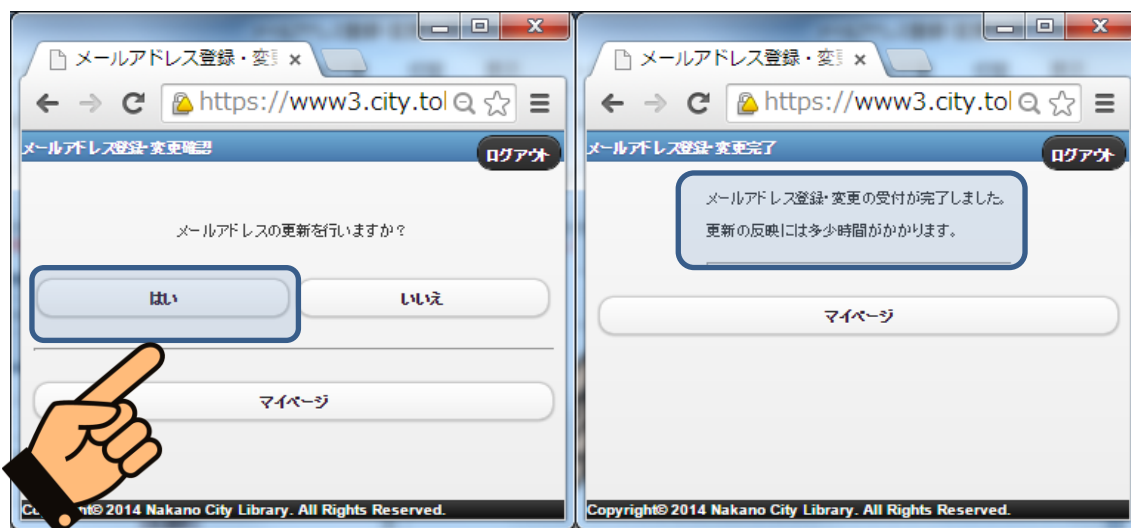 メールアドレス登録・変
https://www3.city.tol
メールアドレス登録・変更確認
ログアウト
メールアドレスの更新を行いますか？
はい
いいえ
マイページ
Copyright© 2014 Nakano City Library. All Rights Reserved.
メールアドレス登録・変
https://www3.city.tol
メールアドレス登録・変更完了
ログアウト
メールアドレス登録・変更の受付が完了しました。
更新の反映には多少時間がかかります。
マイページ
Copyright© 2014 Nakano City Library. All Rights Reserved.